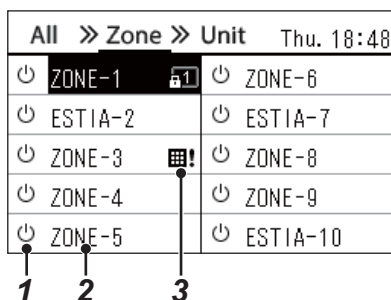 All » Zone » Unit Thu. 18:48
ZONE-1 1 ZONE-6
ESTIA-2 ESTIA-7
ZONE-3 ! ZONE-8
ZONE-4 ZONE-9
ZONE-5 ESTIA-10
1 2 3